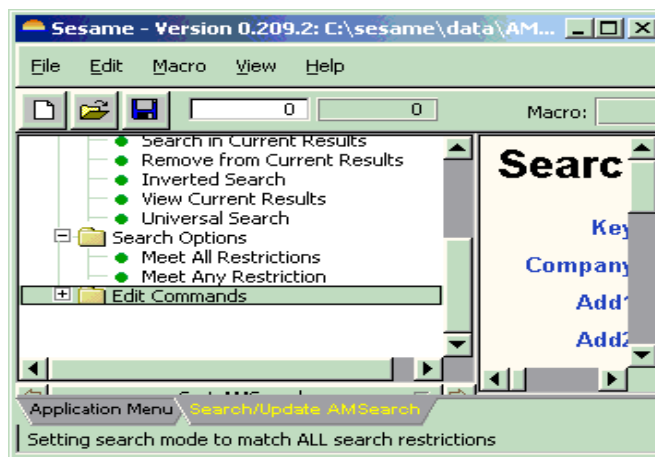 Sesame - Version 0.209.2: C:\sesame\data\AM...
File Edit Macro View Help
0 0 Macro:
Search in Current Results
Remove from Current Results
Inverted Search
View Current Results
Universal Search
Search Options
Meet All Restrictions
Meet Any Restriction
Edit Commands
Searc
Key
Company
Add1
Add2
Application Menu Search/Update AMSearch
Setting search mode to match ALL search restrictions